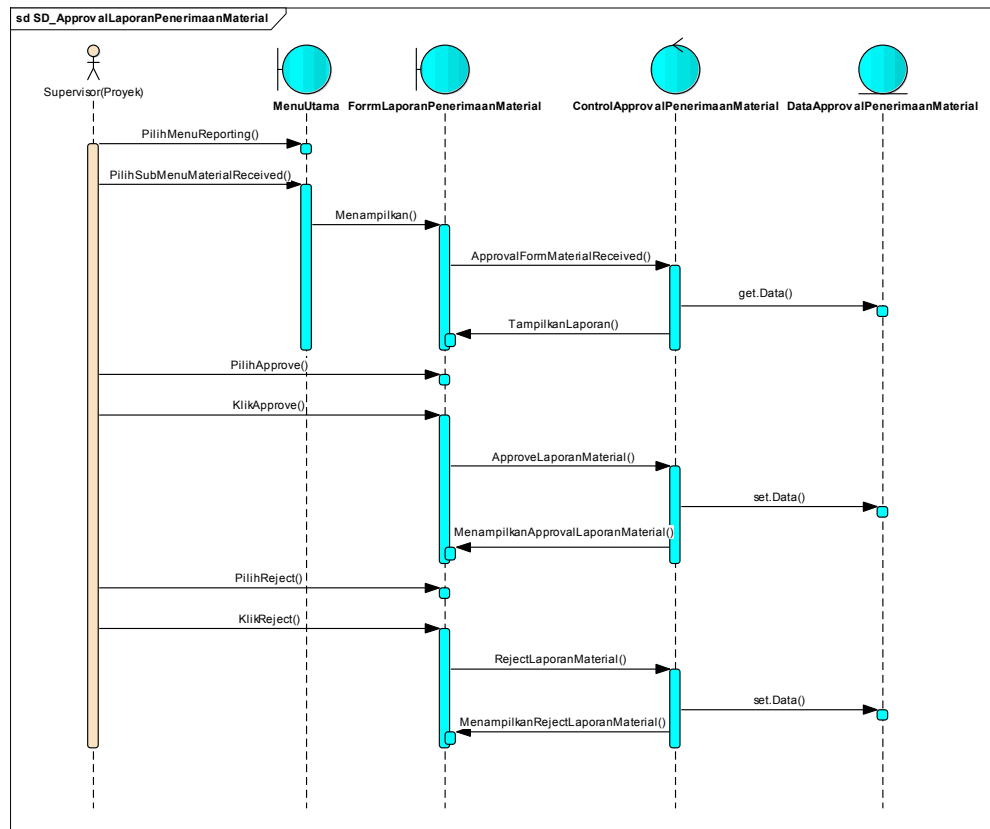 sd SD_ApprovalLaporanPenerimaanMaterial
Supervisor(Proyek)
MenuUtama
FormmLaporanPenerimaanMaterial
ControlApprovalPenerimaanMaterial
DataApprovalPenerimaanMaterial
PilihMenuReporting()
PilihSubMenuMaterialReceived()
Menampilkan()
ApprovalFormMaterialReceived()
get.Data()
TampilkanLaporan()
PilihApprove()
KlikApprove()
ApproveLaporanMaterial()
set.Data()
MenampilkanApprovalLaporanMaterial()
PilihReject()
KlikReject()
RejectLaporanMaterial()
set.Data()
MenampilkanRejectLaporanMaterial()